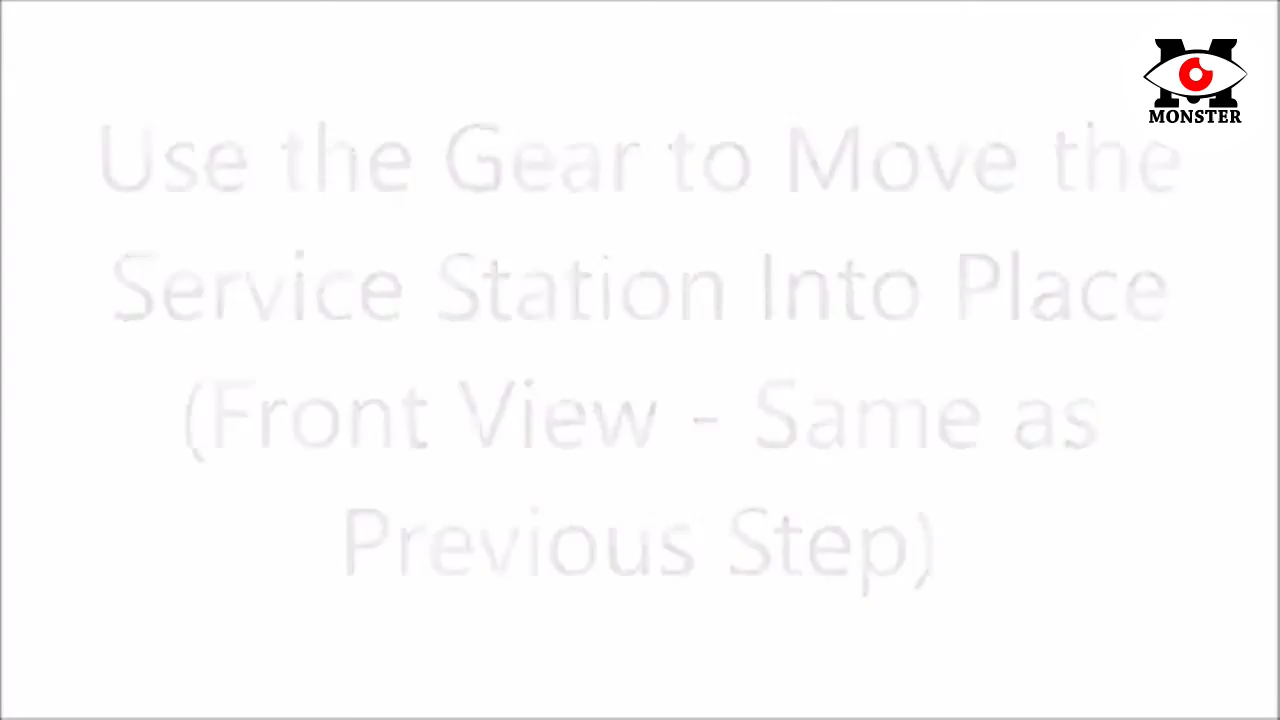 MONSTER
Use the Gear to Move the
Service Station Into Place
(Front View - Same as
Previous Step)